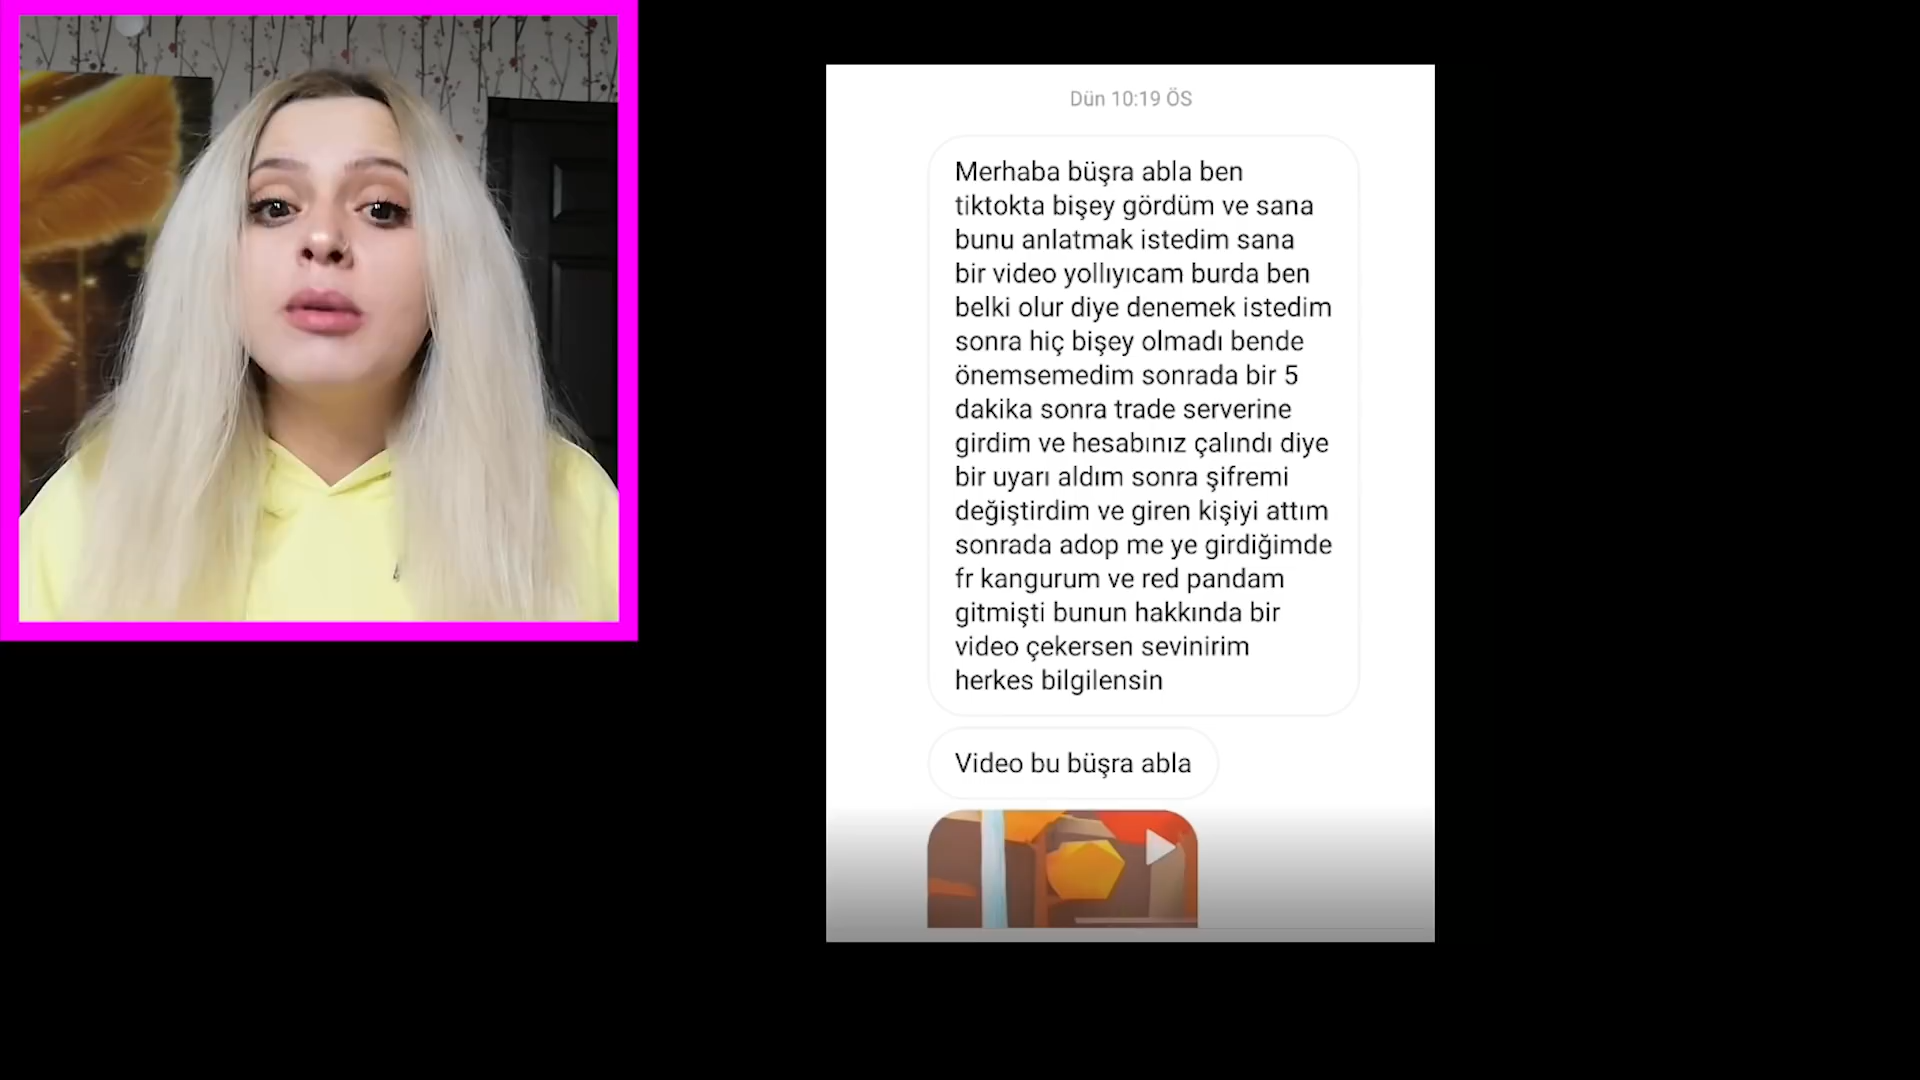 Dün 10:19 ÖS
Merhaba büşra abla ben
tiktokta bişey gördüm ve sana
bunu anlatmak istedim sana
bir video yollıyıcam burda ben
belki olur diye denemek istedim
sonra hiç bişey olmadı bende
önemsemedim sonrada bir 5
dakika sonra trade serverine
girdim ve hesabınız çalındı diye
bir uyarı aldım sonra şifremi
değiştirdim ve giren kişiyi attım
sonrada adop me ye girdiğimde
fr kangurum ve red pandam
gitmişti bunun hakkında bir
video çekersen sevinirim
herkes bilgilensin
Video bu büşra abla